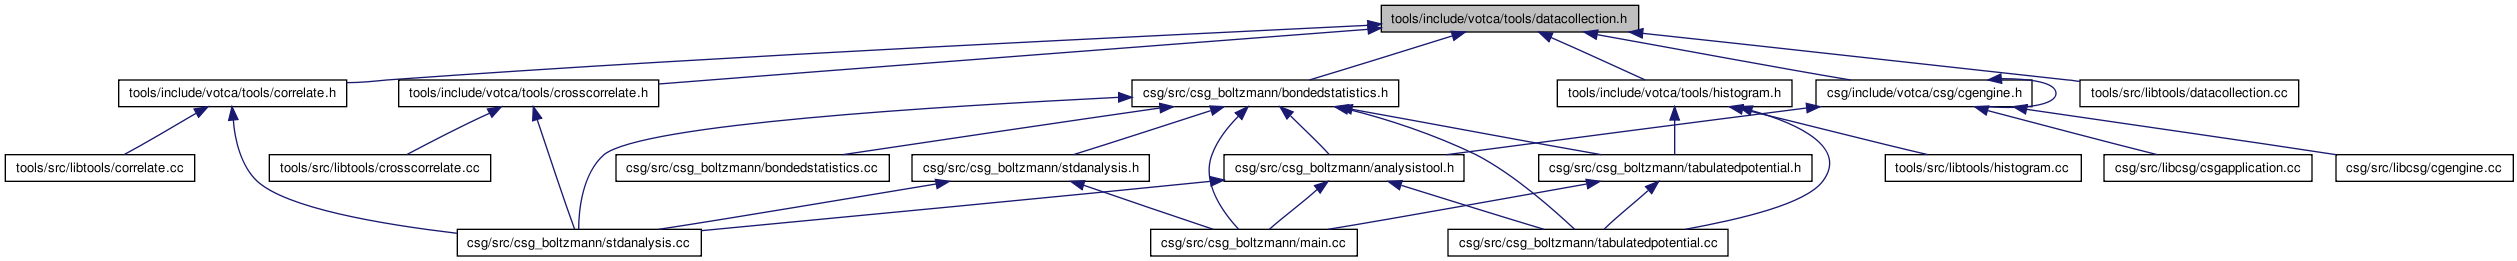 tools/include/votca/tools/datacollection.h
tools/include/votca/tools/correlate.h
tools/include/votca/tools/crosscorrelate.h
csg/src/csg_boltzmann/bondedstatistics.h
tools/include/votca/tools/histogram.h
csg/include/votca/csg/cgengine.h
tools/src/libtools/datacollection.cc
tools/src/libtools/correlate.cc
tools/src/libtools/crosscorrelate.cc
csg/src/csg_boltzmann/bondedstatistics.cc
csg/src/csg_boltzmann/stdanalysis.h
csg/src/csg_boltzmann/analysistool.h
csg/src/csg_boltzmann/tabulatedpotential.h
tools/src/libtools/histogram.cc
csg/src/libcsg/csgapplication.cc
csg/src/libcsg/cgengine.cc
csg/src/csg_boltzmann/stdanalysis.cc
csg/src/csg_boltzmann/main.cc
csg/src/csg_boltzmann/tabulatedpotential.cc